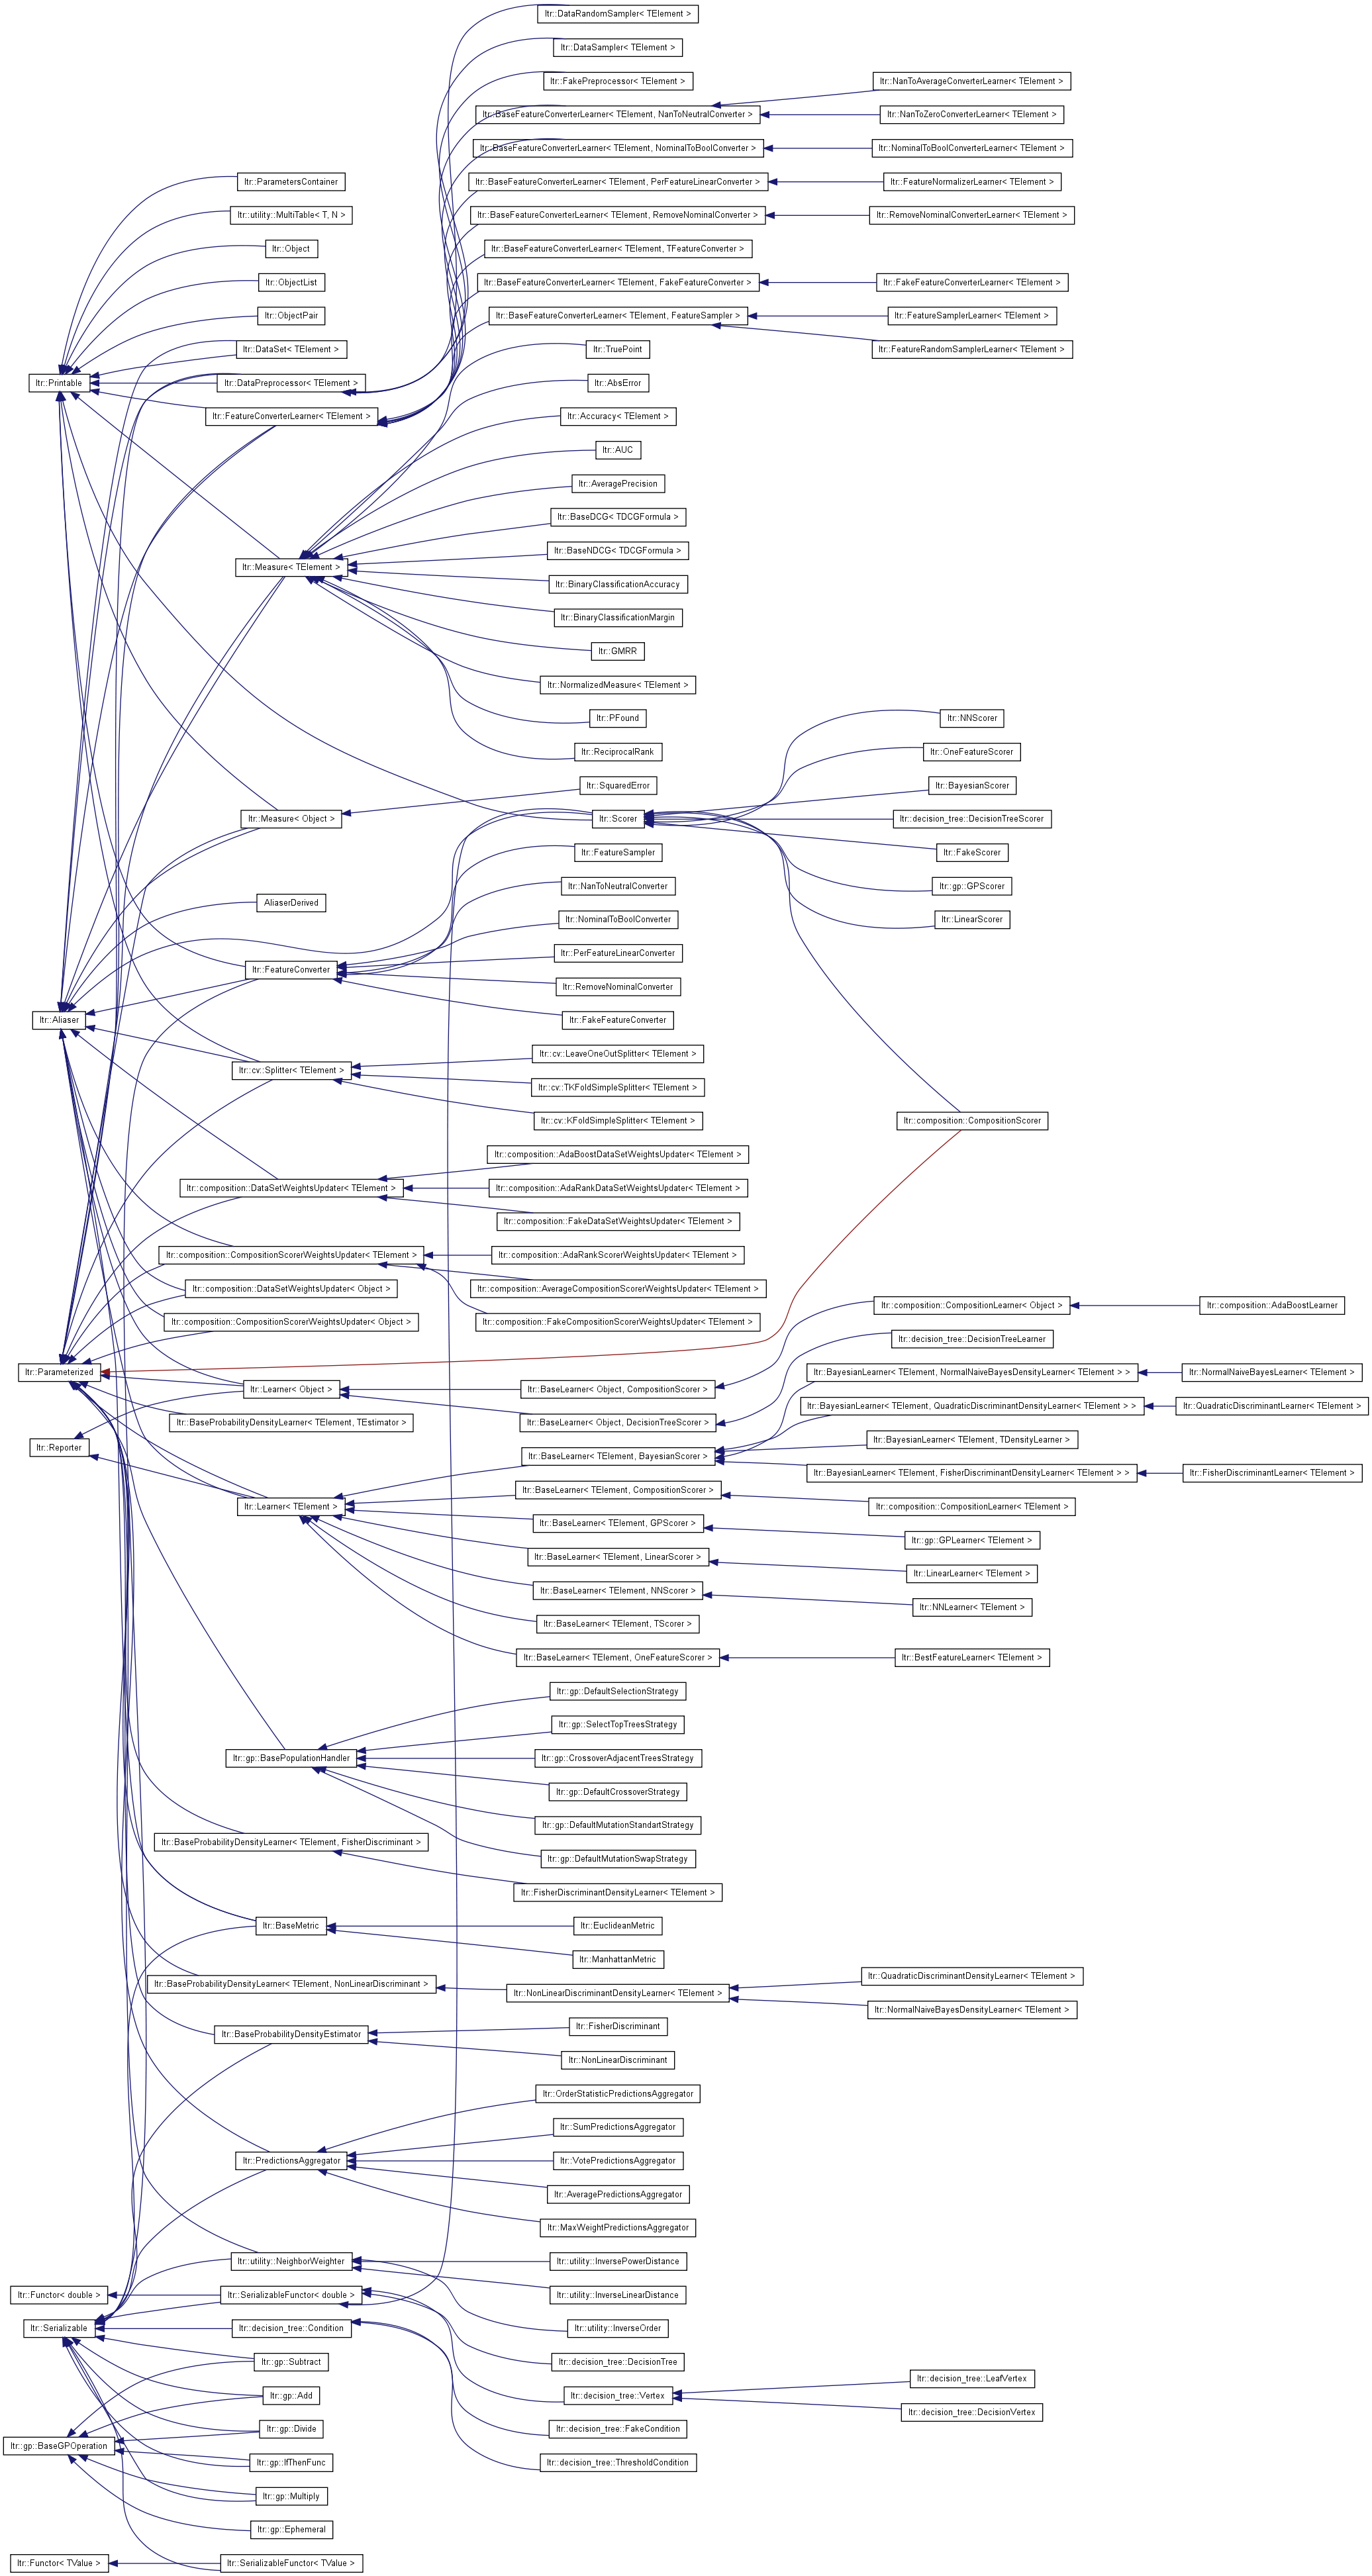 ltr::DataRandomSampler< TElement >
ltr::DataSampler< TElement >
ltr::FakePreprocessor< TElement >
ltr::NanToAverageConverterLearner< TElement >
ltr::BaseFeatureConverterLearner< TElement, NanToNeutralConverter >
ltr::NanToZeroConverterLearner< TElement >
ltr::BaseFeatureConverterLearner< TElement, NominalToBoolConverter >
ltr::NominalToBoolConverterLearner< TElement >
ltr::ParametersContainer
ltr::BaseFeatureConverterLearner< TElement, PerFeatureLinearConverter >
ltr::FeatureNormalizerLearner< TElement >
ltr::utility::MultiTable< T, N >
ltr::BaseFeatureConverterLearner< TElement, RemoveNominalConverter >
ltr::RemoveNominalConverterLearner< TElement >
ltr::Object
ltr::BaseFeatureConverterLearner< TElement, TFeatureConverter >
ltr::ObjectList
ltr::BaseFeatureConverterLearner< TElement, FakeFeatureConverter >
ltr::FakeFeatureConverterLearner< TElement >
ltr::ObjectPair
ltr::BaseFeatureConverterLearner< TElement, FeatureSampler >
ltr::FeatureSamplerLearner< TElement >
ltr::DataSet< TElement >
ltr::TruePoint
ltr::FeatureRandomSamplerLearner< TElement >
ltr::Printable
ltr::DataPreprocessor< TElement >
ltr::AbsError
ltr::FeatureConverterLearner< TElement >
ltr::Accuracy< TElement >
ltr::AUC
ltr::AveragePrecision
ltr::BaseDCG< TDCGFormula >
ltr::BaseNDCG< TDCGFormula >
ltr::Measure< TElement >
ltr::BinaryClassificationAccuracy
ltr::BinaryClassificationMargin
ltr::GMRR
ltr::NormalizedMeasure< TElement >
ltr::PFound
ltr::NNScorer
ltr::ReciprocalRank
ltr::OneFeatureScorer
ltr::SquaredError
ltr::BayesianScorer
ltr::Measure< Object >
ltr::Scorer
ltr::decision_tree::DecisionTreeScorer
ltr::FeatureSampler
ltr::FakeScorer
ltr::NanToNeutralConverter
ltr::gp::GPScorer
AliaserDerived
ltr::NominalToBoolConverter
ltr::LinearScorer
ltr::PerFeatureLinearConverter
ltr::FeatureConverter
ltr::RemoveNominalConverter
ltr::Aliaser
ltr::FakeFeatureConverter
ltr::cv::LeaveOneOutSplitter< TElement >
ltr::cv::Splitter< TElement >
ltr::cv::TKFoldSimpleSplitter< TElement >
ltr::cv::KFoldSimpleSplitter< TElement >
ltr::composition::CompositionScorer
ltr::composition::AdaBoostDataSetWeightsUpdater< TElement >
ltr::composition::DataSetWeightsUpdater< TElement >
ltr::composition::AdaRankDataSetWeightsUpdater< TElement >
ltr::composition::FakeDataSetWeightsUpdater< TElement >
ltr::composition::CompositionScorerWeightsUpdater< TElement >
ltr::composition::AdaRankScorerWeightsUpdater< TElement >
ltr::composition::DataSetWeightsUpdater< Object >
ltr::composition::AverageCompositionScorerWeightsUpdater< TElement >
ltr::composition::CompositionLearner< Object >
ltr::composition::AdaBoostLearner
ltr::composition::CompositionScorerWeightsUpdater< Object >
ltr::composition::FakeCompositionScorerWeightsUpdater< TElement >
ltr::decision_tree::DecisionTreeLearner
ltr::Parameterized
ltr::BayesianLearner< TElement, NormalNaiveBayesDensityLearner< TElement > >
ltr::NormalNaiveBayesLearner< TElement >
ltr::Learner< Object >
ltr::BaseLearner< Object, CompositionScorer >
ltr::BayesianLearner< TElement, QuadraticDiscriminantDensityLearner< TElement > >
ltr::QuadraticDiscriminantLearner< TElement >
ltr::BaseProbabilityDensityLearner< TElement, TEstimator >
ltr::BaseLearner< Object, DecisionTreeScorer >
ltr::BayesianLearner< TElement, TDensityLearner >
ltr::Reporter
ltr::BaseLearner< TElement, BayesianScorer >
ltr::BayesianLearner< TElement, FisherDiscriminantDensityLearner< TElement > >
ltr::FisherDiscriminantLearner< TElement >
ltr::BaseLearner< TElement, CompositionScorer >
ltr::Learner< TElement >
ltr::composition::CompositionLearner< TElement >
ltr::BaseLearner< TElement, GPScorer >
ltr::gp::GPLearner< TElement >
ltr::BaseLearner< TElement, LinearScorer >
ltr::LinearLearner< TElement >
ltr::BaseLearner< TElement, NNScorer >
ltr::NNLearner< TElement >
ltr::BaseLearner< TElement, TScorer >
ltr::BaseLearner< TElement, OneFeatureScorer >
ltr::BestFeatureLearner< TElement >
ltr::gp::DefaultSelectionStrategy
ltr::gp::SelectTopTreesStrategy
ltr::gp::BasePopulationHandler
ltr::gp::CrossoverAdjacentTreesStrategy
ltr::gp::DefaultCrossoverStrategy
ltr::gp::DefaultMutationStandartStrategy
ltr::BaseProbabilityDensityLearner< TElement, FisherDiscriminant >
ltr::gp::DefaultMutationSwapStrategy
ltr::FisherDiscriminantDensityLearner< TElement >
ltr::BaseMetric
ltr::EuclideanMetric
ltr::ManhattanMetric
ltr::BaseProbabilityDensityLearner< TElement, NonLinearDiscriminant >
ltr::NonLinearDiscriminantDensityLearner< TElement >
ltr::QuadraticDiscriminantDensityLearner< TElement >
ltr::NormalNaiveBayesDensityLearner< TElement >
ltr::BaseProbabilityDensityEstimator
ltr::FisherDiscriminant
ltr::NonLinearDiscriminant
ltr::OrderStatisticPredictionsAggregator
ltr::SumPredictionsAggregator
ltr::PredictionsAggregator
ltr::VotePredictionsAggregator
ltr::AveragePredictionsAggregator
ltr::MaxWeightPredictionsAggregator
ltr::utility::NeighborWeighter
ltr::utility::InversePowerDistance
ltr::Functor< double >
ltr::SerializableFunctor< double >
ltr::utility::InverseLinearDistance
ltr::Serializable
ltr::decision_tree::Condition
ltr::utility::InverseOrder
ltr::gp::Subtract
ltr::decision_tree::DecisionTree
ltr::decision_tree::LeafVertex
ltr::gp::Add
ltr::decision_tree::Vertex
ltr::decision_tree::DecisionVertex
ltr::gp::Divide
ltr::decision_tree::FakeCondition
ltr::gp::BaseGPOperation
ltr::gp::IfThenFunc
ltr::decision_tree::ThresholdCondition
ltr::gp::Multiply
ltr::gp::Ephemeral
ltr::Functor< TValue >
ltr::SerializableFunctor< TValue >